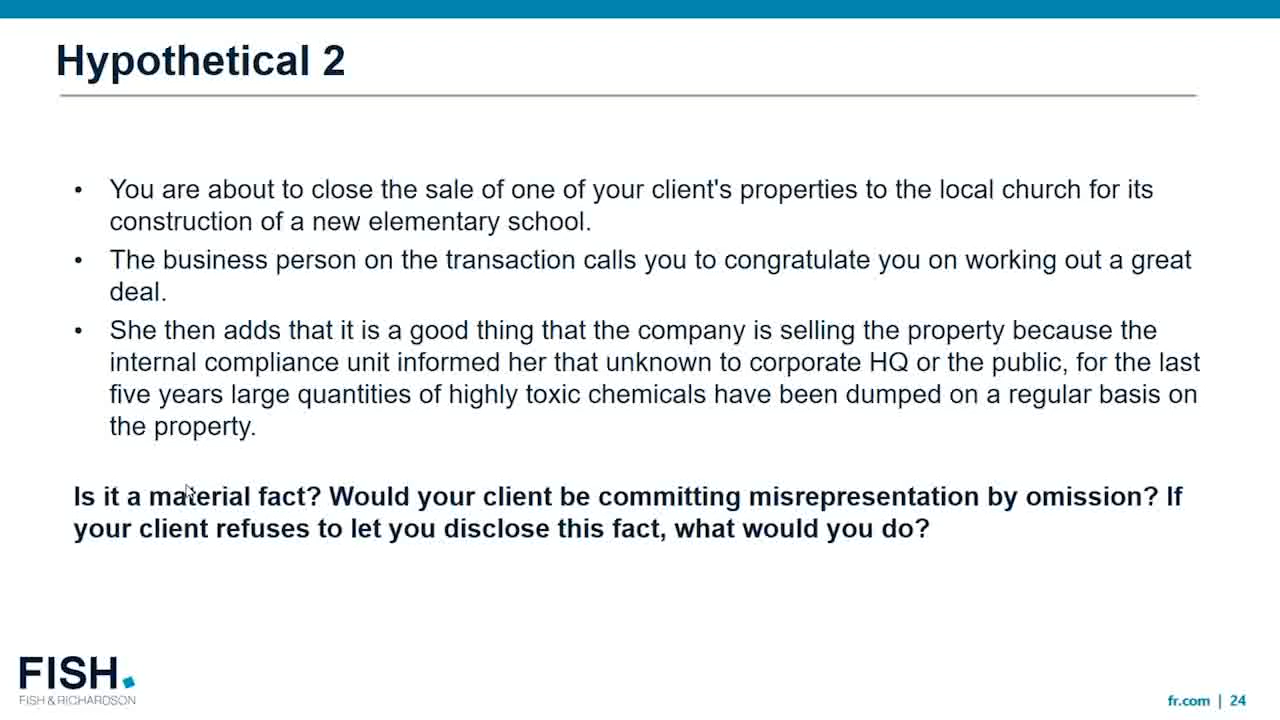 Hypothetical 2
• You are about to close the sale of one of your client's properties to the local church for its
construction of a new elementary school.
• The business person on the transaction calls you to congratulate you on working out a great
deal.
• She then adds that it is a good thing that the company is selling the property because the
internal compliance unit informed her that unknown to corporate HQ or the public, for the last
five years large quantities of highly toxic chemicals have been dumped on a regular basis on
the property.
Is it a material fact? Would your client be committing misrepresentation by omission? If
your client refuses to let you disclose this fact, what would you do?
FISH.
FISH & RICHARDSON
fr.com | 24